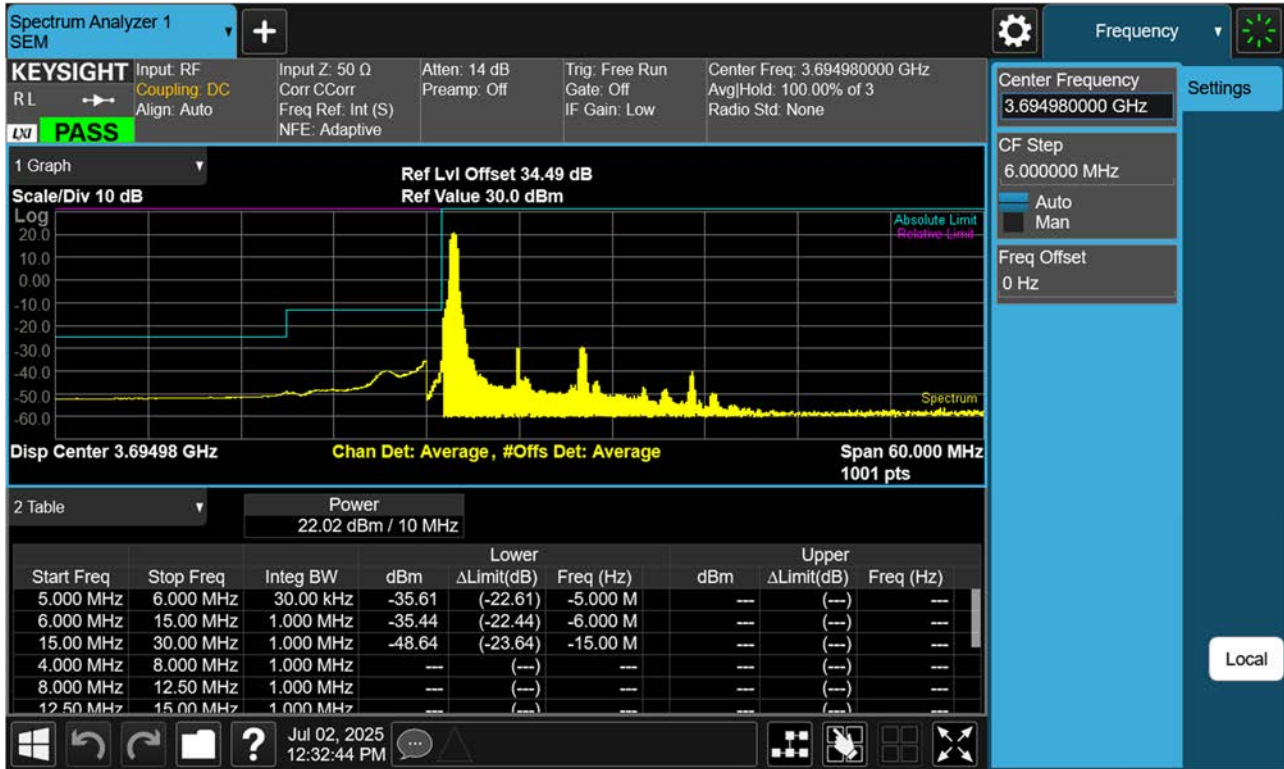 Spectrum Analyzer 1
SEM
Frequency
KEYSIGHT
RL
LXI
PASS
Input: RF
Coupling: DC
Align: Auto
Input Z: 50 Ω
Corr CCorr
Freq Ref: Int (S)
NFE: Adaptive
Atten: 14 dB
Preamp: Off
Trig: Free Run
Gate: Off
IF Gain: Low
Center Freq: 3.694980000 GHz
Avg|Hold: 100.00% of 3
Radio Std: None
1 Graph
Scale/Div 10 dB
Ref Lvl Offset 34.49 dB
Ref Value 30.0 dBm
Log
20.0
10.0
0.00
-10.0
-20.0
-30.0
-40.0
-50.0
-60.0
Absolute Limit
Relative Limit
Spectrum
Disp Center 3.69498 GHz
Chan Det: Average, #Offs Det: Average
Span 60.000 MHz
1001 pts
2 Table
Power
22.02 dBm / 10 MHz
Lower Upper
Start Freq Stop Freq Integ BW dBm ΔLimit(dB) Freq (Hz) dBm ΔLimit(dB) Freq (Hz)
5.000 MHz 6.000 MHz 30.00 kHz -35.61 (-22.61) -5.000 M --- (---) ---
6.000 MHz 15.00 MHz 1.000 MHz -35.44 (-22.44) -6.000 M --- (---) ---
15.00 MHz 30.00 MHz 1.000 MHz -48.64 (-23.64) -15.00 M --- (---) ---
4.000 MHz 8.000 MHz 1.000 MHz --- (---) --- --- (---) ---
8.000 MHz 12.50 MHz 1.000 MHz --- (---) --- --- (---) ---
12.50 MHz 15.00 MHz 1.000 MHz --- (---) --- --- (---) ---
Center Frequency
3.694980000 GHz
CF Step
6.000000 MHz
Auto
Man
Freq Offset
0 Hz
Settings
Local
?
Jul 02, 2025
12:32:44 PM